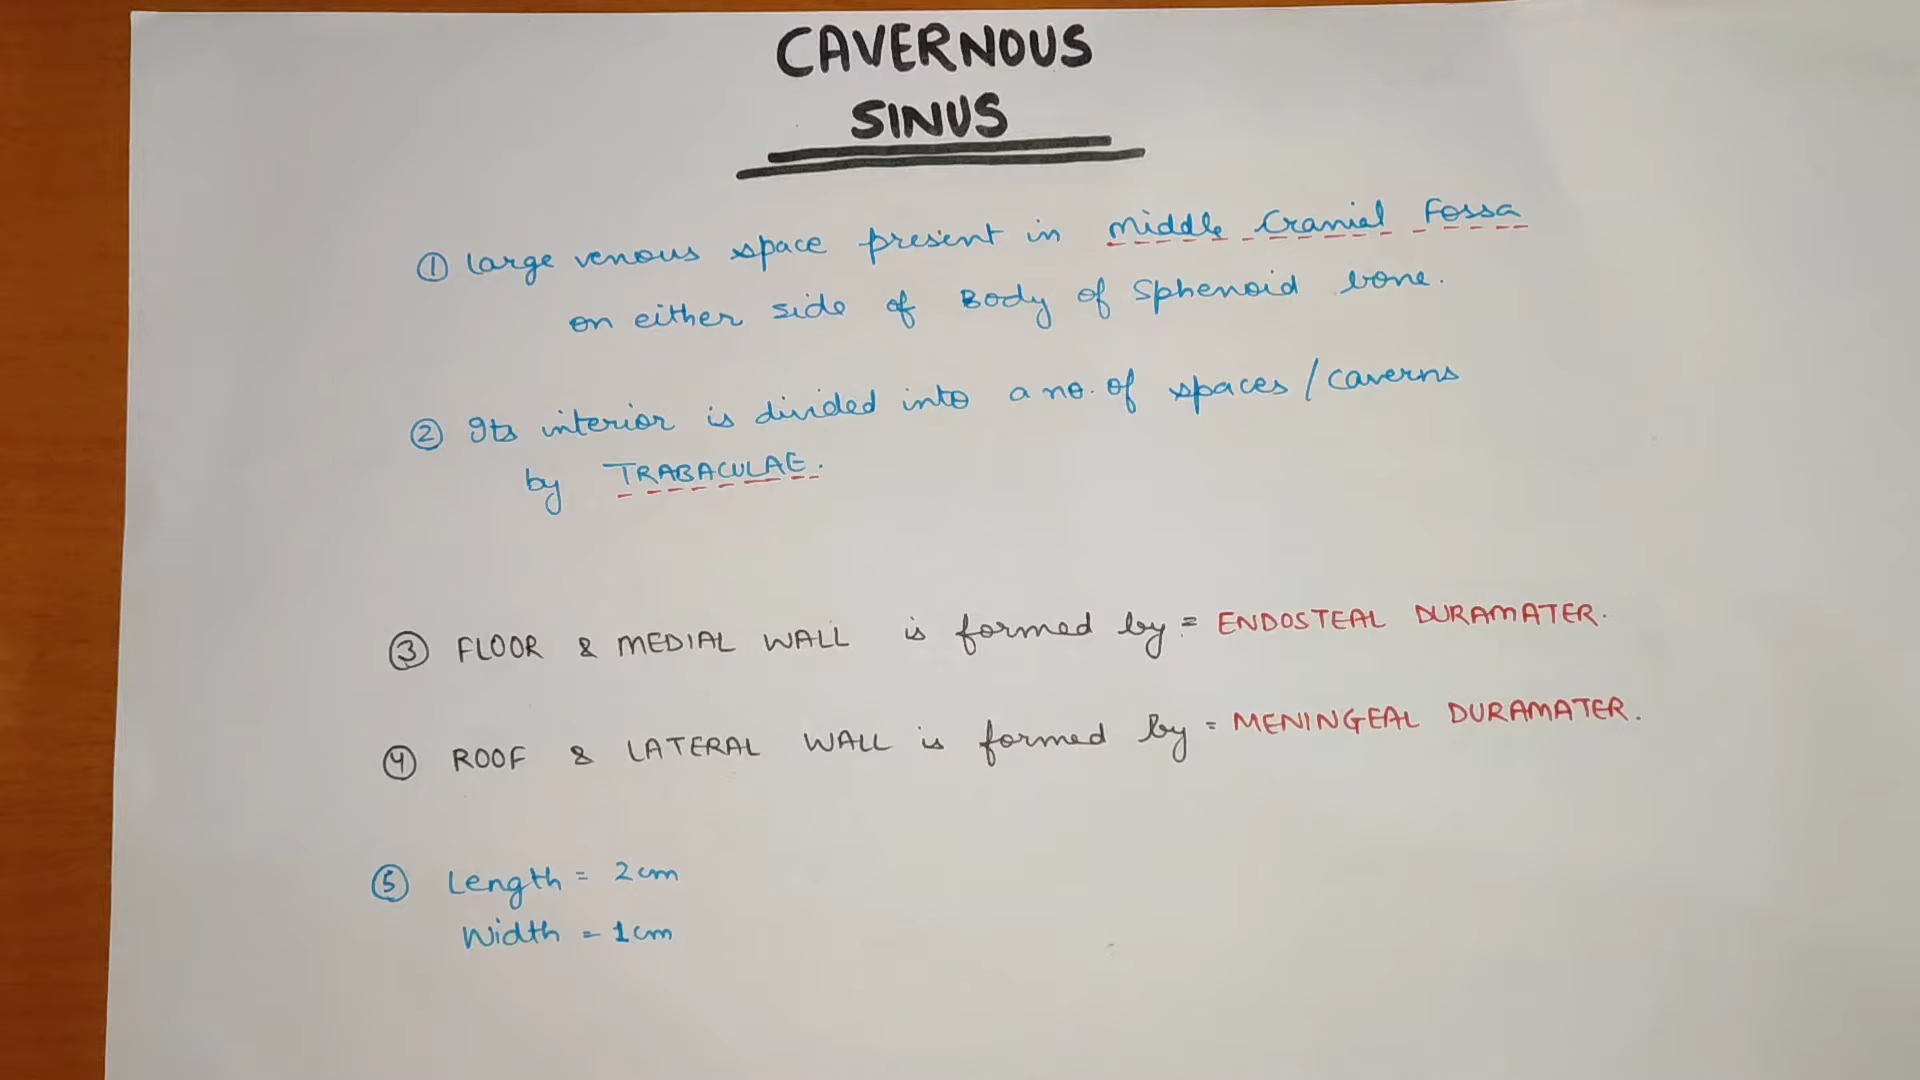 CAVERNOUS
SINUS
① Large venous space present in Middle Cranial Fossa
on either side of Body of Sphenoid bone.
② Its interior is divided into a no. of spaces / caverns
by TRABACULAE.
③ FLOOR & MEDIAL WALL is formed by = ENDOSTEAL DURAMATER.
④ ROOF & LATERAL WALL is formed by = MENINGEAL DURAMATER.
⑤ Length = 2cm
Width = 1cm